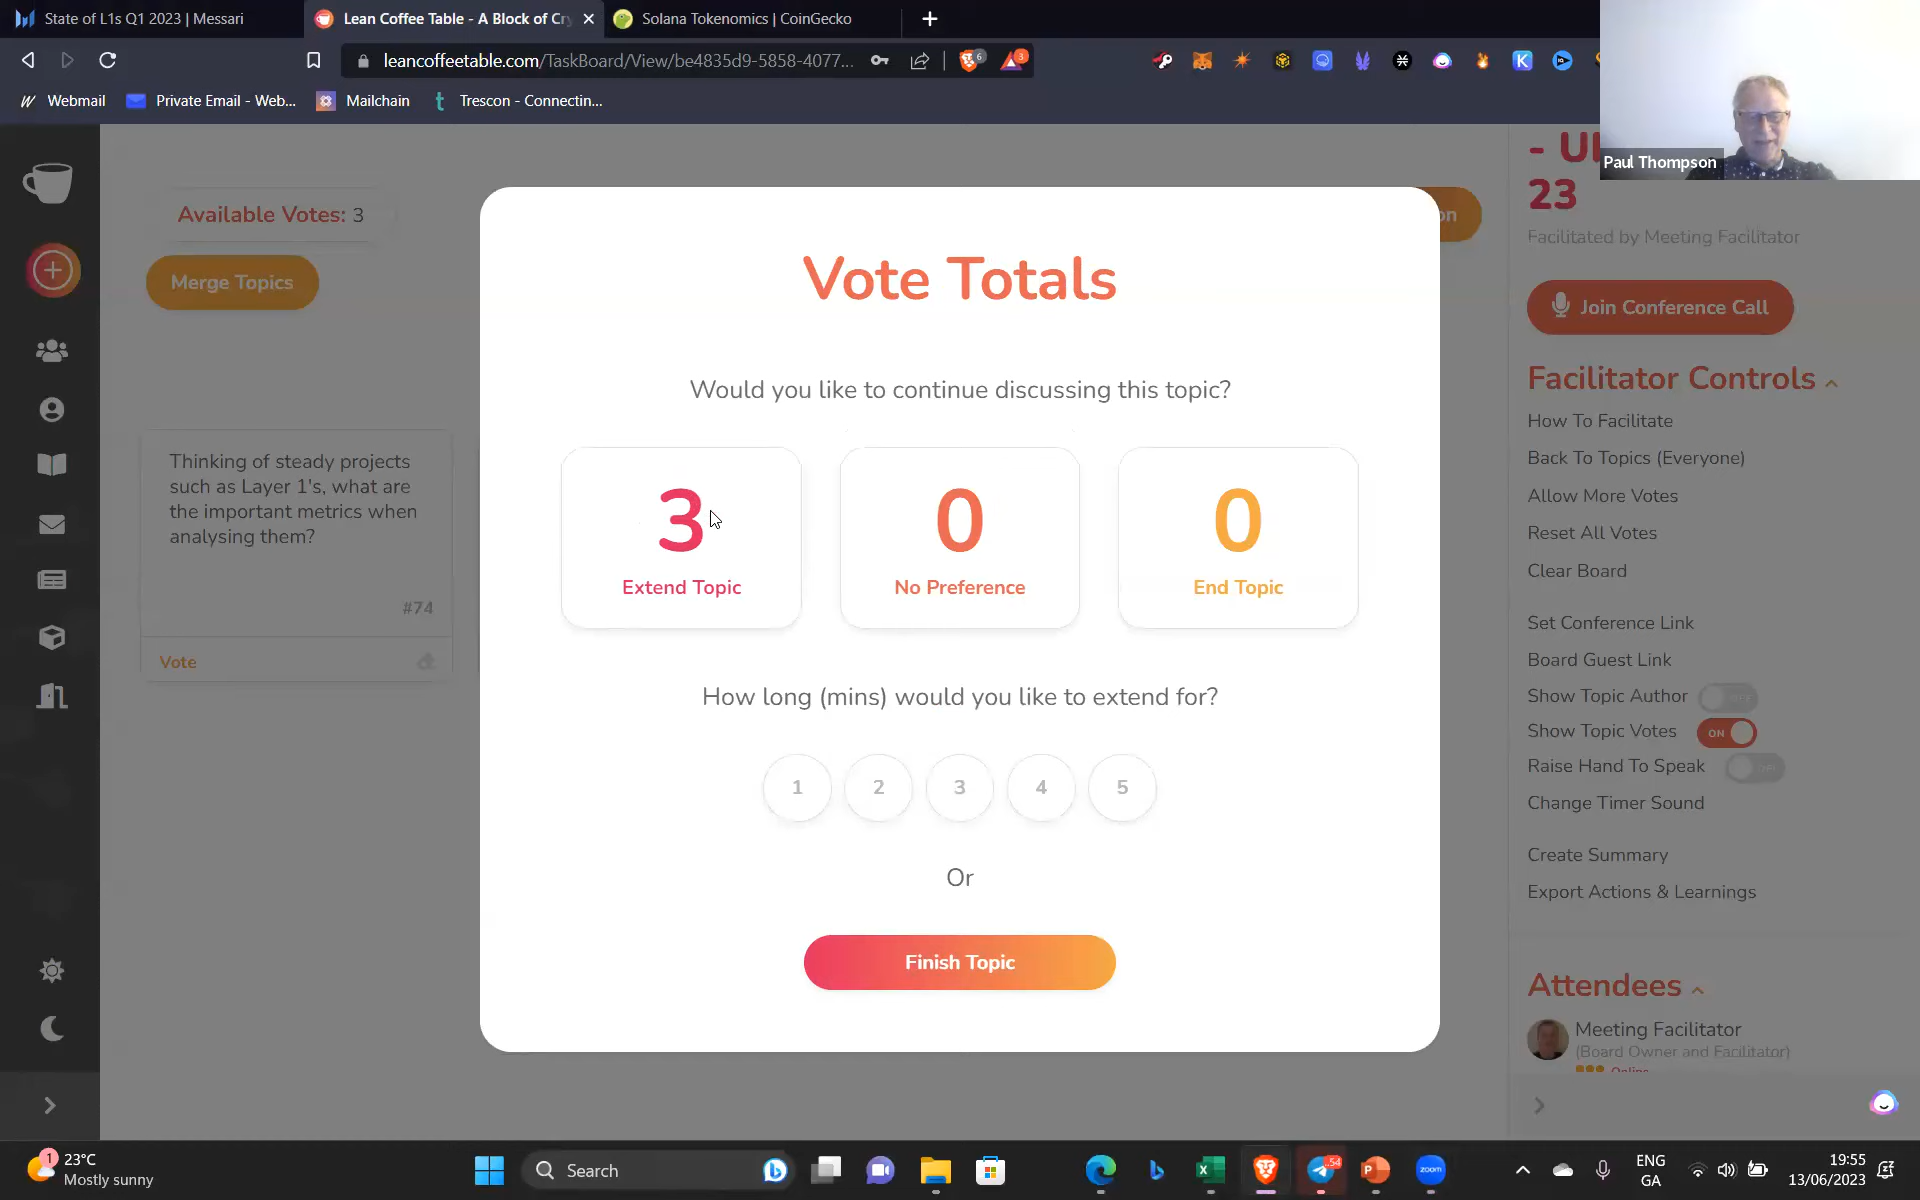 State of L1s Q1 2023 | Messari
Lean Coffee Table - A Block of Cry
Solana Tokenomics | CoinGecko
leancoffeetable.com/TaskBoard/View/be4835d9-5858-4077...
6
3
Webmail
Private Email - Web...
Mailchain
Trescon - Connectin...
Paul Thompson
Available Votes: 3
Merge Topics
Thinking of steady projects
such as Layer 1's, what are
the important metrics when
analysing them?
#74
Vote
Vote Totals
Would you like to continue discussing this topic?
3
Extend Topic
0
No Preference
0
End Topic
How long (mins) would you like to extend for?
1 2 3 4 5
Or
Finish Topic
23
Facilitated by Meeting Facilitator
Join Conference Call
Facilitator Controls
How To Facilitate
Back To Topics (Everyone)
Allow More Votes
Reset All Votes
Clear Board
Set Conference Link
Board Guest Link
Show Topic Author
Show Topic Votes ON
Raise Hand To Speak
Change Timer Sound
Create Summary
Export Actions & Learnings
Attendees
Meeting Facilitator
(Board Owner and Facilitator)
Online
1
23°C
Mostly sunny
Search
54
zoom
ENG
GA
19:55
13/06/2023